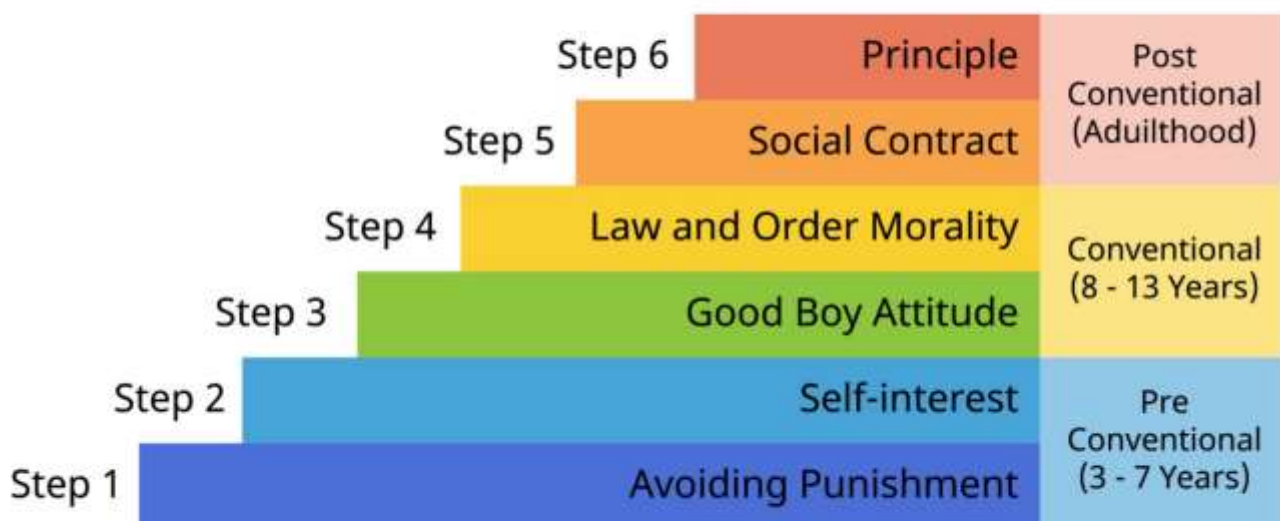 Step 6
Principle
Post
Conventional
(Aduilthood)
Step 5
Social Contract
Step 4
Law and Order Morality
Conventional
(8 - 13 Years)
Step 3
Good Boy Attitude
Step 2
Self-interest
Pre
Conventional
(3 - 7 Years)
Step 1
Avoiding Punishment